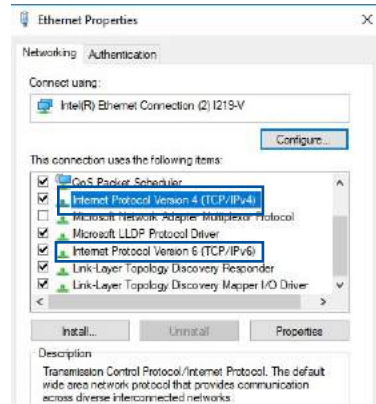 Ethernet Properties
Networking Authentication
Connect using:
Intel(R) Ethernet Connection (2) I219-V
Configure...
This connection uses the following items:
QoS Packet Scheduler
Internet Protocol Version 4 (TCP/IPv4)
Microsoft Network Adapter Multiplexor Protocol
Microsoft LLDP Protocol Driver
Internet Protocol Version 6 (TCP/IPv6)
Link-Layer Topology Discovery Responder
Link-Layer Topology Discovery Mapper I/O Driver
Install... Uninstall Properties
Description
Transmission Control Protocol/Internet Protocol. The default
wide area network protocol that provides communication
across diverse interconnected networks.